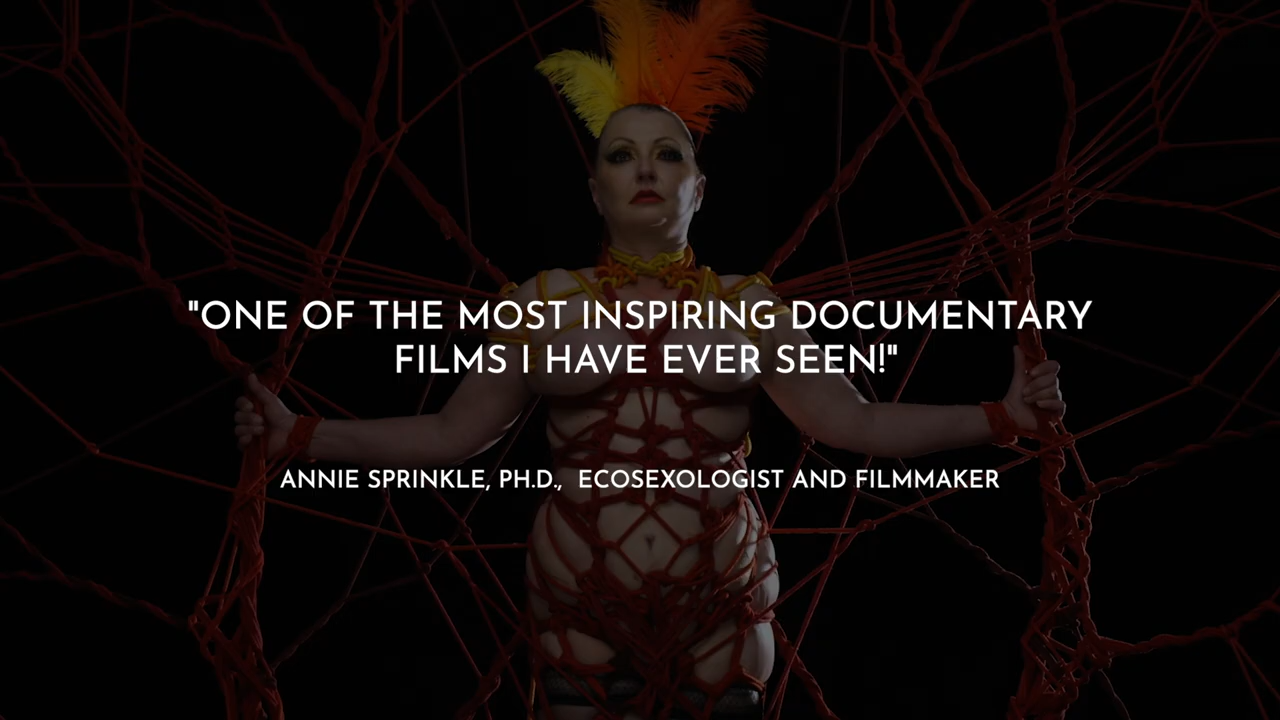 "ONE OF THE MOST INSPIRING DOCUMENTARY
FILMS I HAVE EVER SEEN!"
ANNIE SPRINKLE, PH.D., ECOSEXOLOGIST AND FILMMAKER